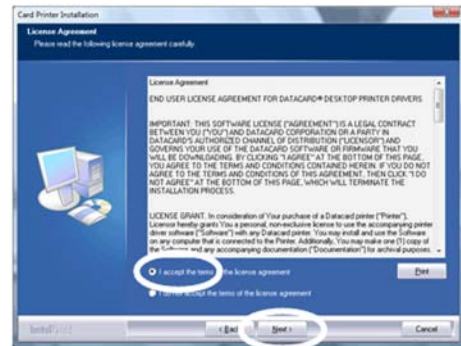 Card Printer Installation
License Agreement
Please read the following license agreement carefully.
License Agreement
END USER LICENSE AGREEMENT FOR DATACARD® DESKTOP PRINTER DRIVERS
IMPORTANT: THIS SOFTWARE LICENSE ("AGREEMENT") IS A LEGAL CONTRACT
BETWEEN YOU ("YOU") AND DATACARD CORPORATION OR A PARTY IN
DATACARD'S AUTHORIZED CHANNEL OF DISTRIBUTION ("LICENSOR") AND
GOVERNS YOUR USE OF THE DATACARD SOFTWARE OR FIRMWARE THAT YOU
WILL BE DOWNLOADING. BY CLICKING "I AGREE" AT THE BOTTOM OF THIS PAGE,
YOU AGREE TO THE TERMS AND CONDITIONS CONTAINED HEREIN. IF YOU DO NOT
AGREE TO THE TERMS AND CONDITIONS OF THIS AGREEMENT, THEN CLICK "I DO
NOT AGREE" AT THE BOTTOM OF THIS PAGE, WHICH WILL TERMINATE THE
INSTALLATION PROCESS.
LICENSE GRANT. In consideration of Your purchase of a Datacard printer ("Printer"),
Licensor hereby grants You a personal, non-exclusive license to use the accompanying printer
driver software ("Software") with any Datacard printer. You may install and use the Software
on any computer that is connected to the Printer. Additionally, You may make one (1) copy of
the Software and any accompanying documentation ("Documentation") for archival purposes.
I accept the terms of the license agreement
Print
I do not accept the terms of the license agreement
InstallShield
< Back
Next >
Cancel